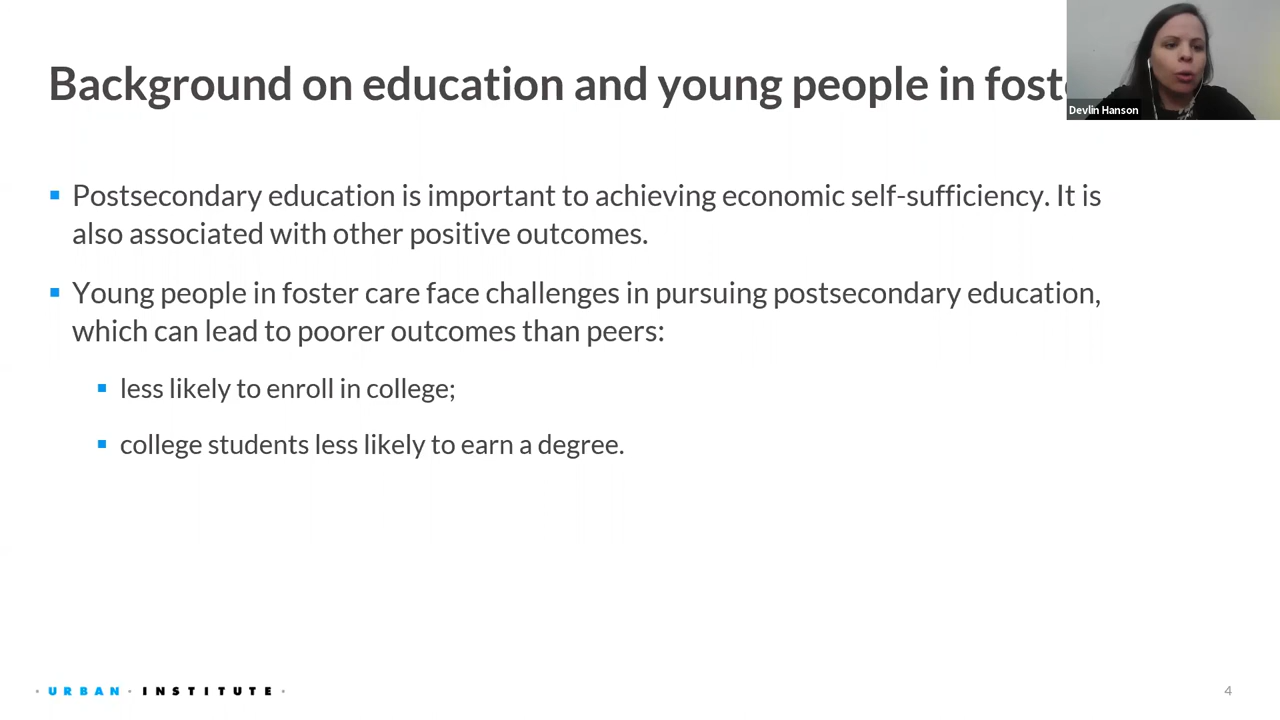 Background on education and young people in
Devlin Hanson
▪ Postsecondary education is important to achieving economic self-sufficiency. It is
also associated with other positive outcomes.
▪ Young people in foster care face challenges in pursuing postsecondary education,
which can lead to poorer outcomes than peers:
▪ less likely to enroll in college;
▪ college students less likely to earn a degree.
· URBAN · INSTITUTE ·
4